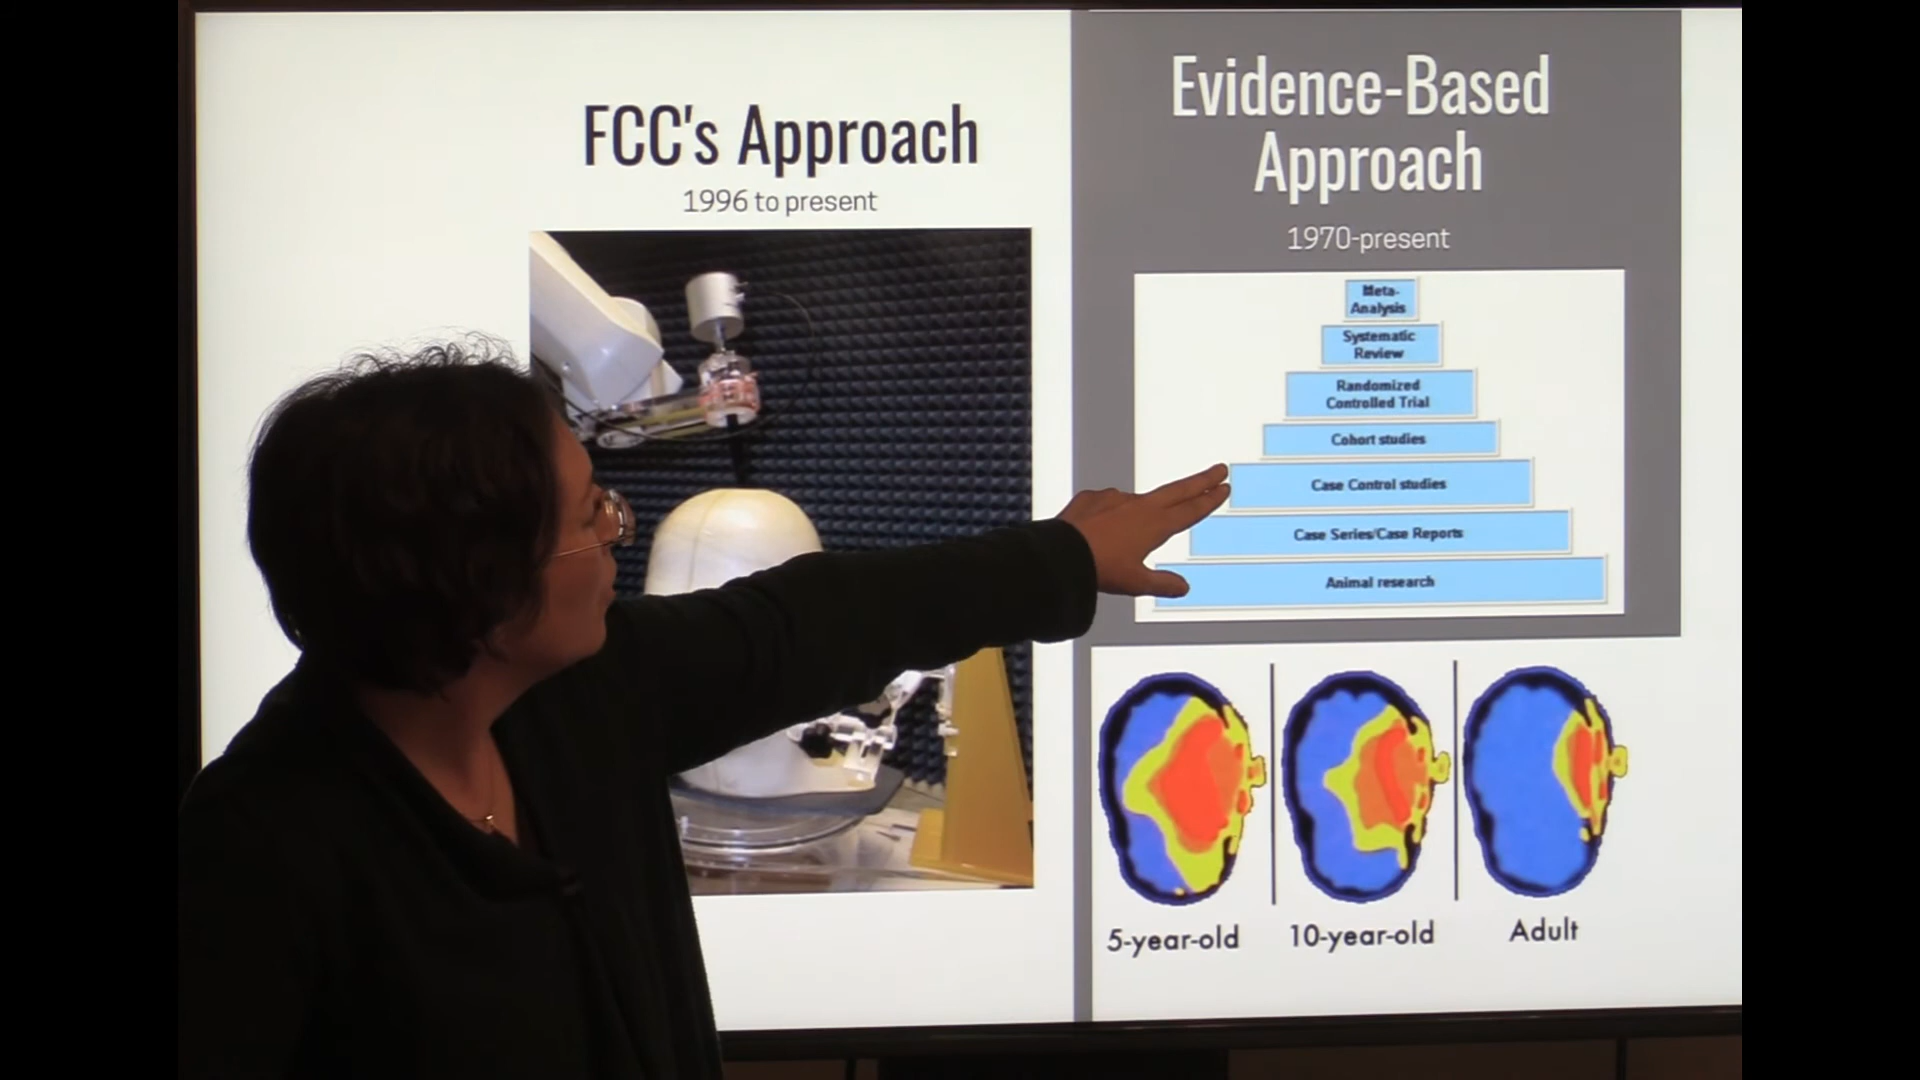 FCC's Approach
1996 to present
Evidence-Based
Approach
1970-present
Meta-
Analysis
Systematic
Review
Randomized
Controlled Trial
Cohort studies
Case Control studies
Case Series/Case Reports
Animal research
5-year-old
10-year-old
Adult